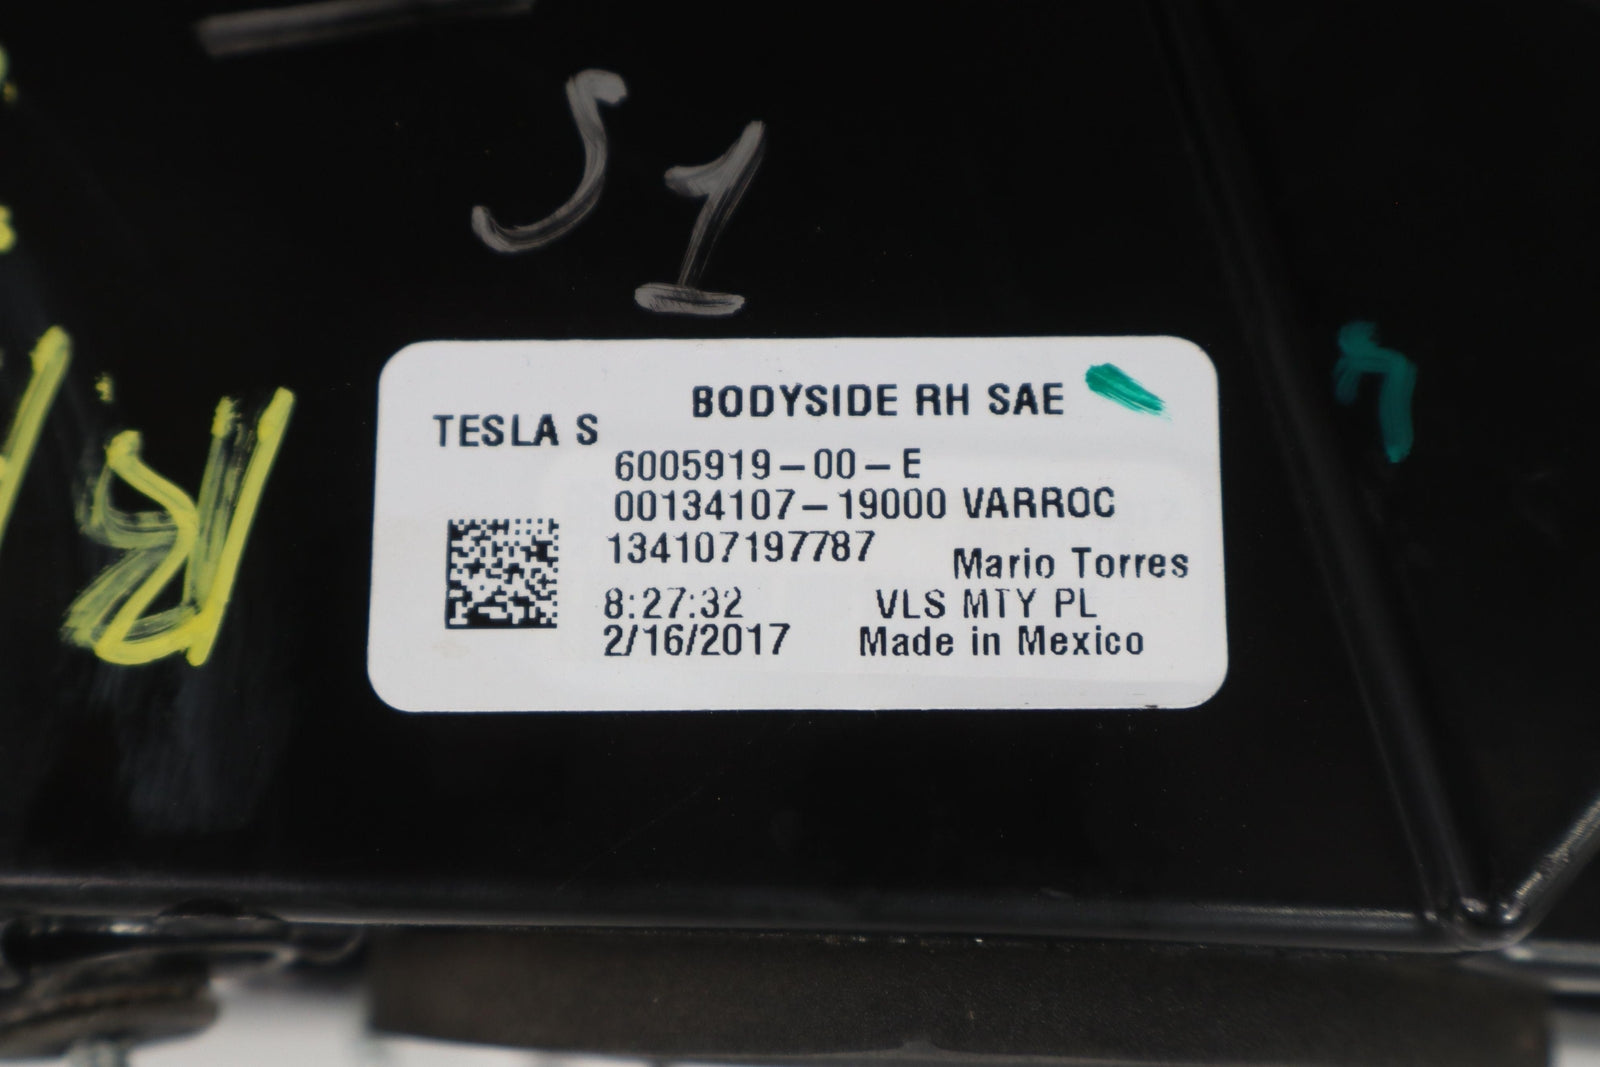 S1
BODYSIDE RH SAE
TESLA S
6005919-00-E
00134107-19000 VARROC
134107197787
Mario Torres
8:27:32 VLS MTY PL
2/16/2017 Made in Mexico